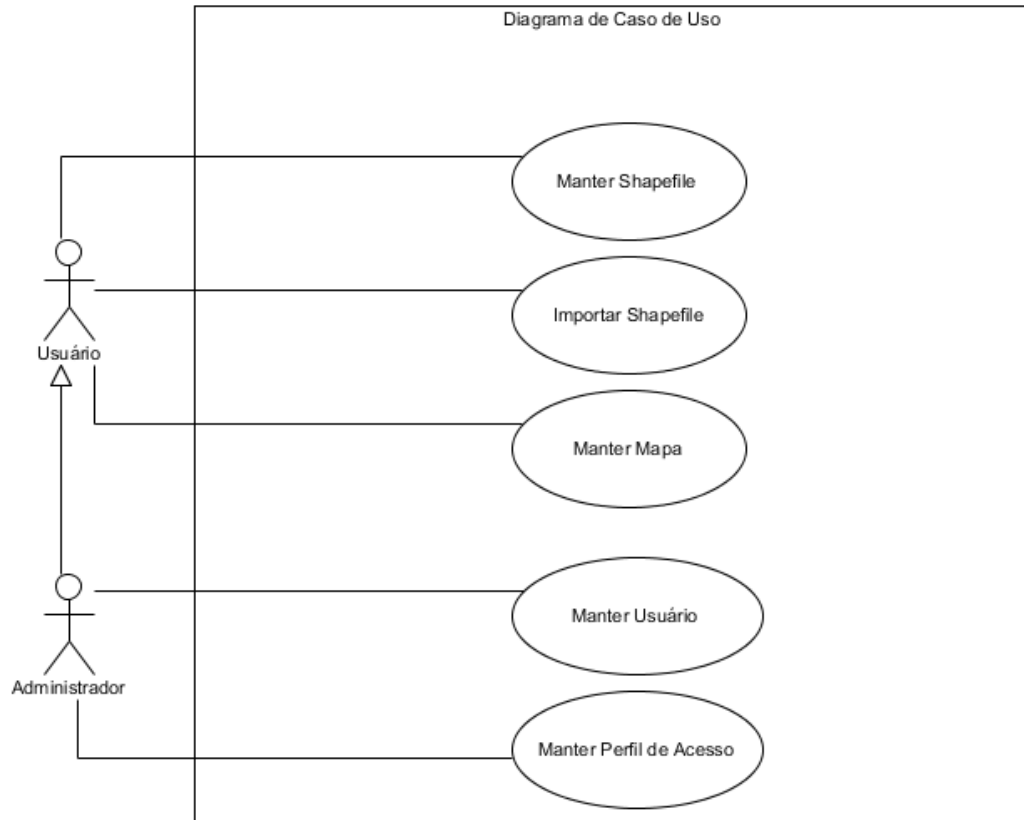 Diagrama de Caso de Uso
Manter Shapefile
Importar Shapefile
Usuário
Manter Mapa
Manter Usuário
Administrador
Manter Perfil de Acesso